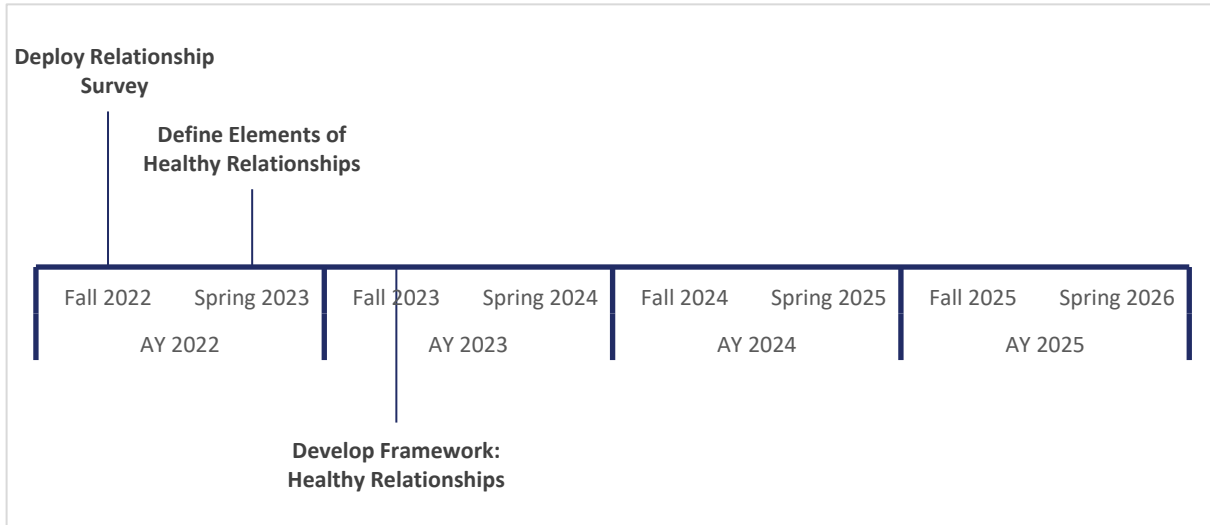 Deploy Relationship
Survey
Define Elements of
Healthy Relationships
Fall 2022 Spring 2023 Fall 2023 Spring 2024 Fall 2024 Spring 2025 Fall 2025 Spring 2026
AY 2022 AY 2023 AY 2024 AY 2025
Develop Framework:
Healthy Relationships